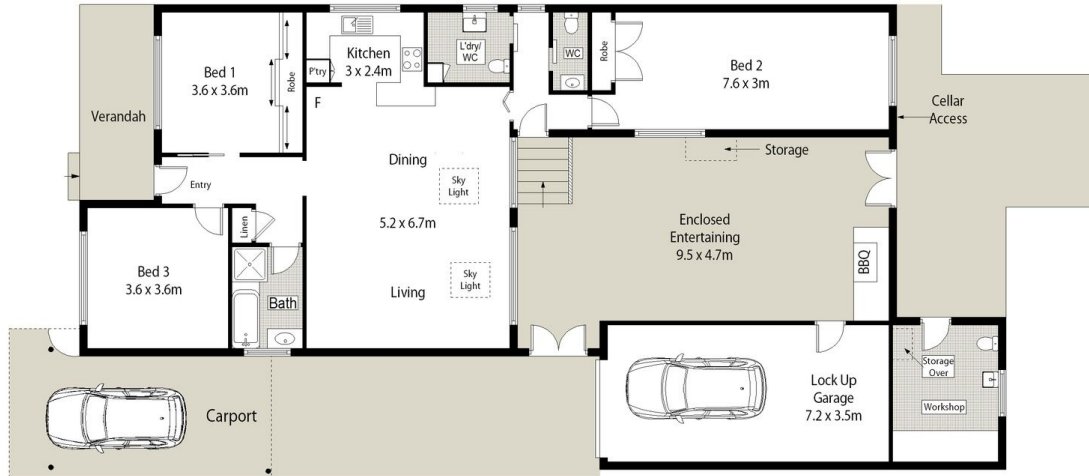 Verandah
Bed 1
3.6 x 3.6m
Robe
P'try
Kitchen
3 x 2.4m
F
L'dry/
WC
WC
Robe
Bed 2
7.6 x 3m
Cellar
Access
Entry
Linen
Dining
Sky
Light
5.2 x 6.7m
Sky
Light
Living
Storage
Enclosed
Entertaining
9.5 x 4.7m
BBQ
Bed 3
3.6 x 3.6m
Bath
Carport
Lock Up
Garage
7.2 x 3.5m
Storage
Over
Workshop